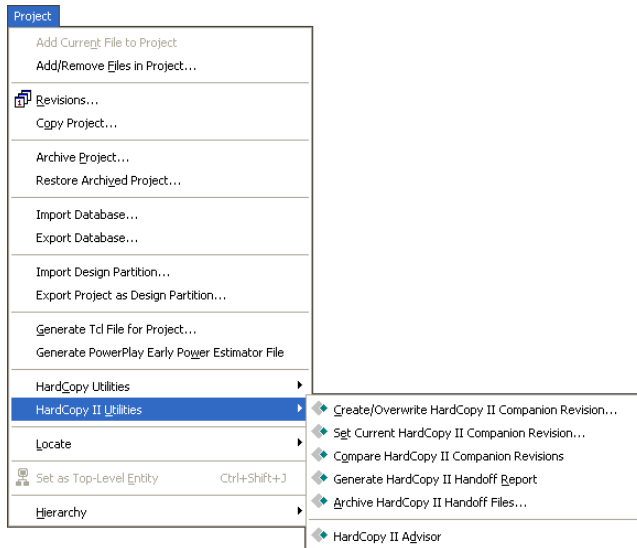 Project
Add Current File to Project
Add/Remove Files in Project...
Revisions...
Copy Project...
Archive Project...
Restore Archived Project...
Import Database...
Export Database...
Import Design Partition...
Export Project as Design Partition...
Generate Tcl File for Project...
Generate PowerPlay Early Power Estimator File
HardCopy Utilities
HardCopy II Utilities
Create/Overwrite HardCopy II Companion Revision...
Set Current HardCopy II Companion Revision...
Compare HardCopy II Companion Revisions
Generate HardCopy II Handoff Report
Archive HardCopy II Handoff Files...
HardCopy II Advisor
Locate
Set as Top-Level Entity Ctrl+Shift+J
Hierarchy